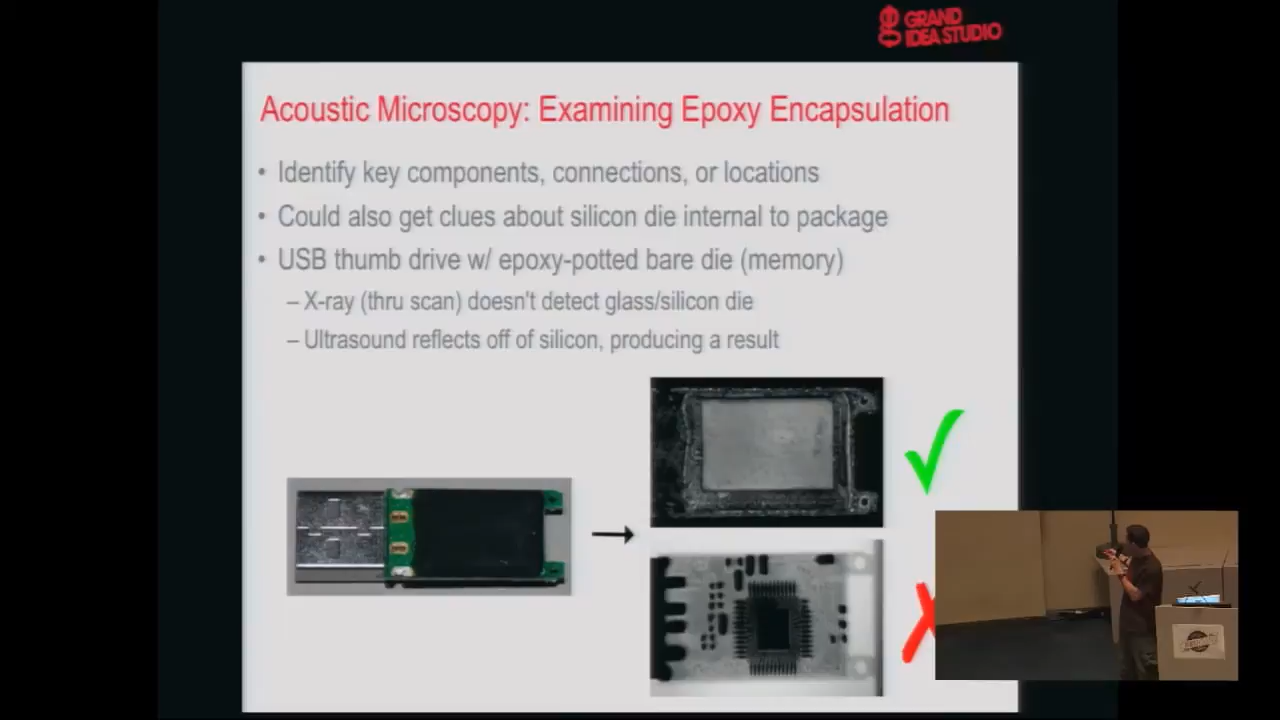 GRAND
IDEA STUDIO
Acoustic Microscopy: Examining Epoxy Encapsulation
• Identify key components, connections, or locations
• Could also get clues about silicon die internal to package
• USB thumb drive w/ epoxy-potted bare die (memory)
– X-ray (thru scan) doesn't detect glass/silicon die
– Ultrasound reflects off of silicon, producing a result